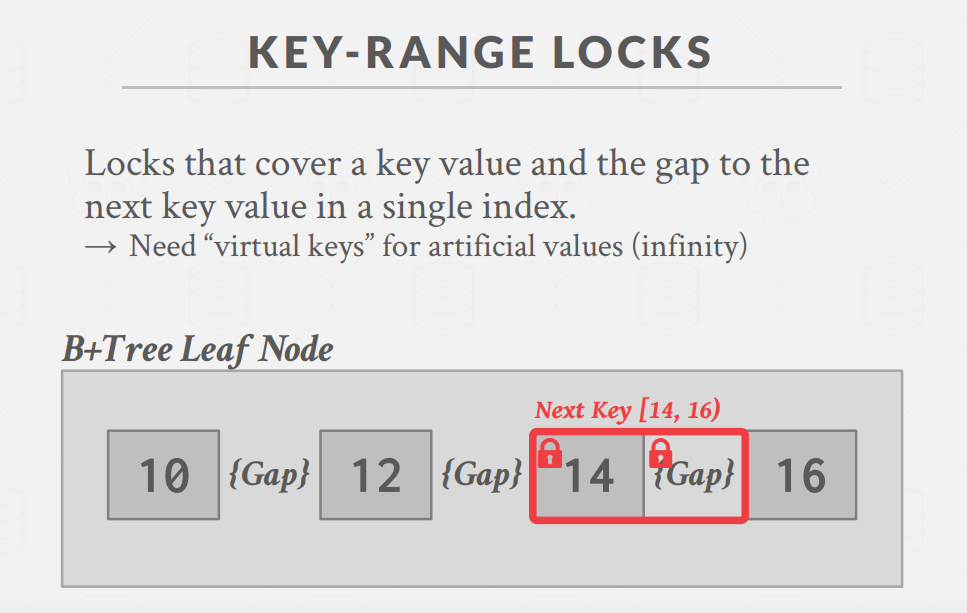 KEY-RANGE LOCKS
Locks that cover a key value and the gap to the
next key value in a single index.
→ Need “virtual keys” for artificial values (infinity)
B+Tree Leaf Node
Next Key [14, 16)
10 {Gap} 12 {Gap} 14 {Gap} 16